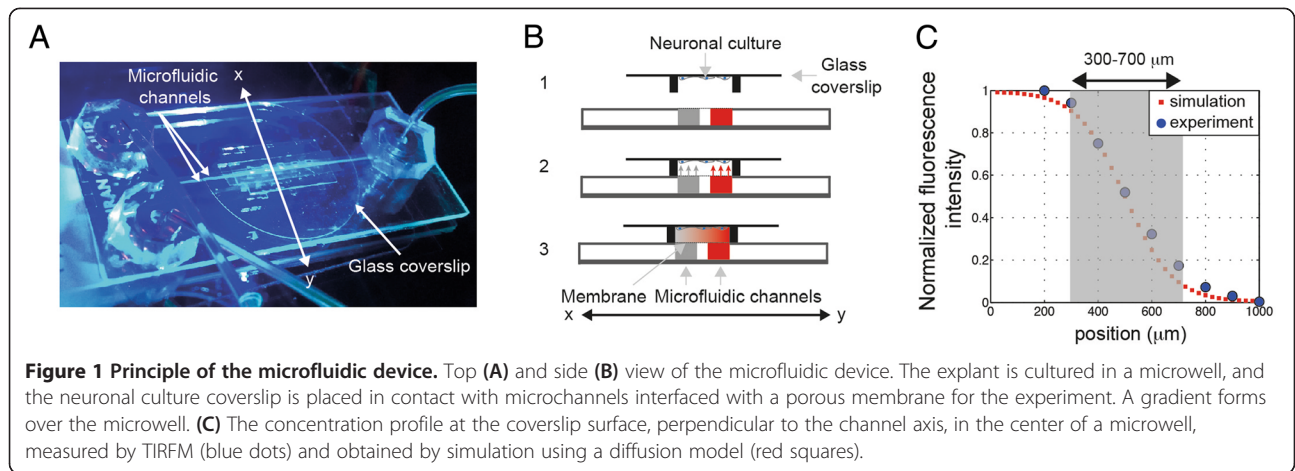 A
Microfluidic
channels
x
y
Glass coverslip
B
Neuronal culture
Glass
coverslip
1
2
3
Membrane
Microfluidic channels
x
y
C
300-700 μm
simulation
experiment
Normalized fluorescence
intensity
1
0.8
0.6
0.4
0.2
0
0 200 400 600 800 1000
position (μm)
Figure 1 Principle of the microfluidic device. Top (A) and side (B) view of the microfluidic device. The explant is cultured in a microwell, and
the neuronal culture coverslip is placed in contact with microchannels interfaced with a porous membrane for the experiment. A gradient forms
over the microwell. (C) The concentration profile at the coverslip surface, perpendicular to the channel axis, in the center of a microwell,
measured by TIRFM (blue dots) and obtained by simulation using a diffusion model (red squares).